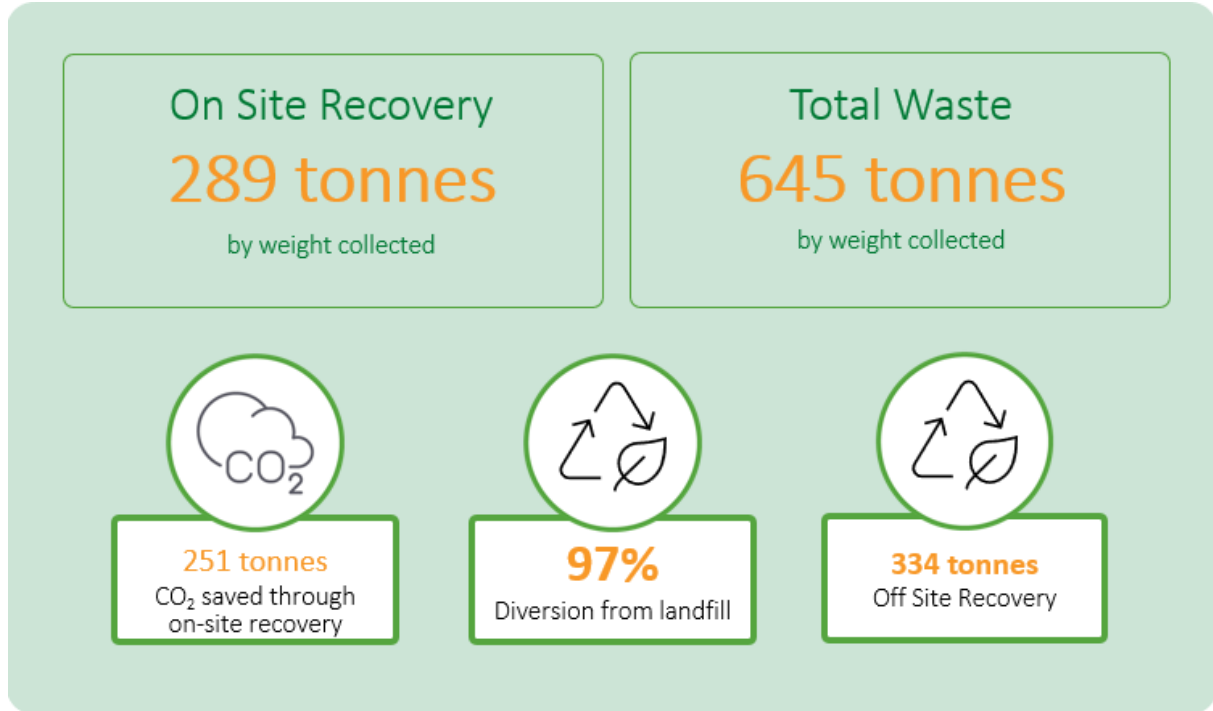 On Site Recovery
289 tonnes
by weight collected
Total Waste
645 tonnes
by weight collected
CO₂
251 tonnes
CO₂ saved through
on-site recovery
97%
Diversion from landfill
334 tonnes
Off Site Recovery